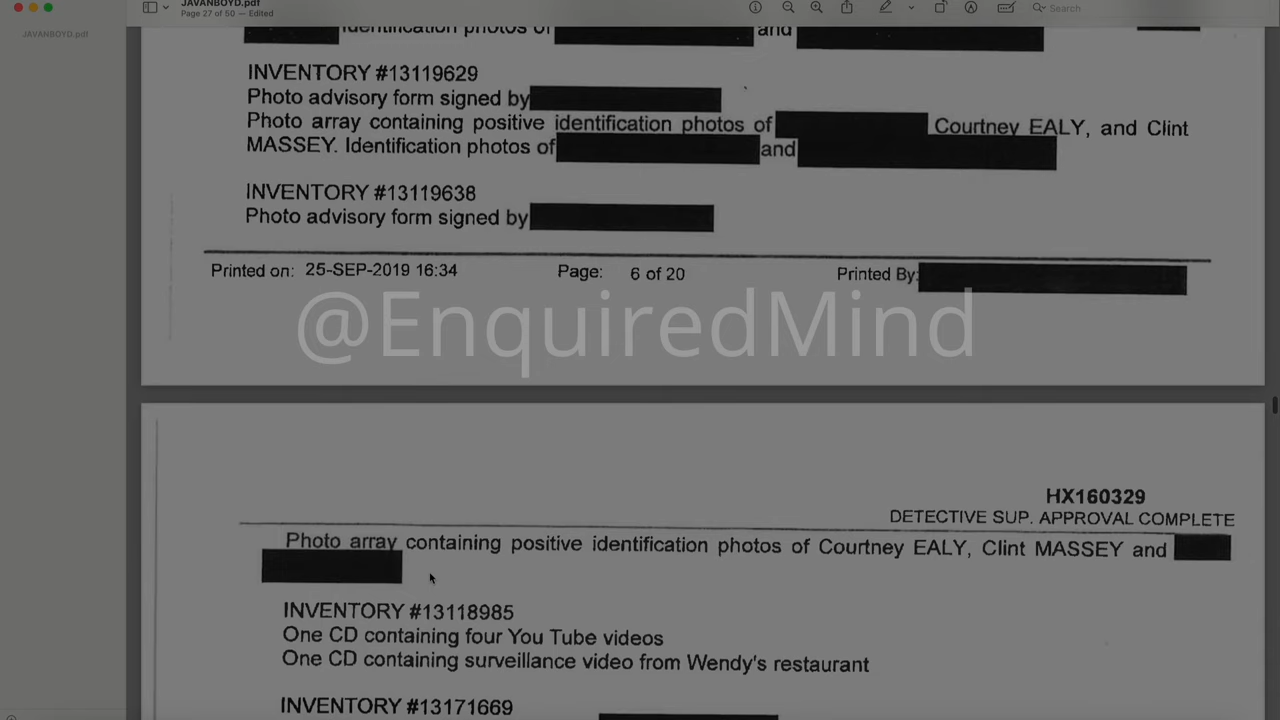 JAVANBOYD.pdf
Page 27 of 50 — Edited
Search
JAVANBOYD.pdf
Identification photos of and
INVENTORY #13119629
Photo advisory form signed by
Photo array containing positive identification photos of Courtney EALY, and Clint
MASSEY. Identification photos of and
INVENTORY #13119638
Photo advisory form signed by
Printed on: 25-SEP-2019 16:34 Page: 6 of 20 Printed By:
@EnquiredMind
HX160329
DETECTIVE SUP. APPROVAL COMPLETE
Photo array containing positive identification photos of Courtney EALY, Clint MASSEY and
INVENTORY #13118985
One CD containing four You Tube videos
One CD containing surveillance video from Wendy's restaurant
INVENTORY #13171669